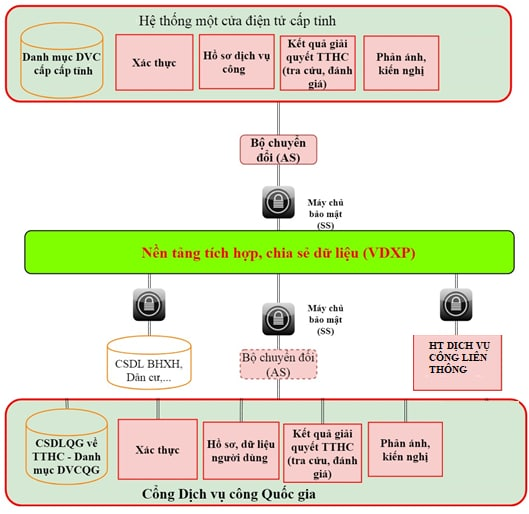 Hệ thống một cửa điện tử cấp tỉnh
Danh mục DVC
cấp cấp tỉnh
Xác thực
Hồ sơ dịch vụ
công
Kết quả giải
quyết TTHC
(tra cứu, đánh
giá)
Phản ánh,
kiến nghị
Bộ chuyển
đổi (AS)
Máy chủ
bảo mật
(SS)
Nền tảng tích hợp, chia sẻ dữ liệu (VDXP)
CSDL BHXH,
Dân cư,...
Máy chủ
bảo mật
(SS)
Bộ chuyển đổi
(AS)
HT DỊCH VỤ
CÔNG LIÊN
THÔNG
CSDLQG về
TTHC - Danh
mục DVCQG
Xác thực
Hồ sơ, dữ liệu
người dùng
Kết quả giải
quyết TTHC
(tra cứu, đánh
giá)
Phản ánh,
kiến nghị
Cổng Dịch vụ công Quốc gia